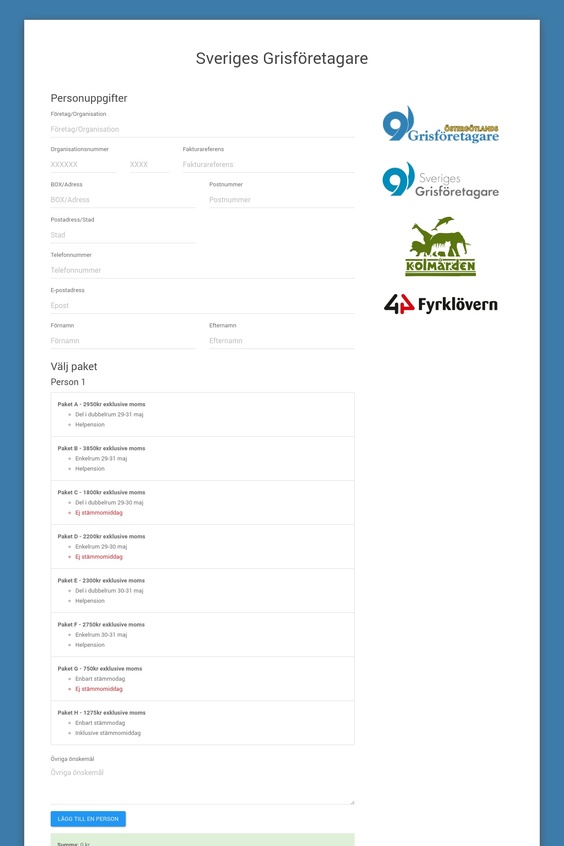 Sveriges Grisföretagare
Personuppgifter
Företag/Organisation
Företag/Organisation
Organisationsnummer Fakturareferens
XXXXXX XXXX Fakturareferens
BOX/Adress Postnummer
BOX/Adress Postnummer
Postadress/Stad
Stad
Telefonnummer
Telefonnummer
E-postadress
Epost
Förnamn Efternamn
Förnamn Efternamn
ÖSTERGÖTLANDS
Grisföretagare
Sveriges
Grisföretagare
KOLMÅRDEN
Fyrklövern
Välj paket
Person 1
Paket A - 2950kr exklusive moms
Del i dubbelrum 29-31 maj
Helpension
Paket B - 3850kr exklusive moms
Enkelrum 29-31 maj
Helpension
Paket C - 1800kr exklusive moms
Del i dubbelrum 29-30 maj
Ej stämmomiddag
Paket D - 2200kr exklusive moms
Enkelrum 29-30 maj
Ej stämmomiddag
Paket E - 2300kr exklusive moms
Del i dubbelrum 30-31 maj
Helpension
Paket F - 2750kr exklusive moms
Enkelrum 30-31 maj
Helpension
Paket G - 750kr exklusive moms
Enbart stämmodag
Ej stämmomiddag
Paket H - 1275kr exklusive moms
Enbart stämmodag
Inklusive stämmomiddag
Övriga önskemål
Övriga önskemål
LÄGG TILL EN PERSON
Summa: 0 kr